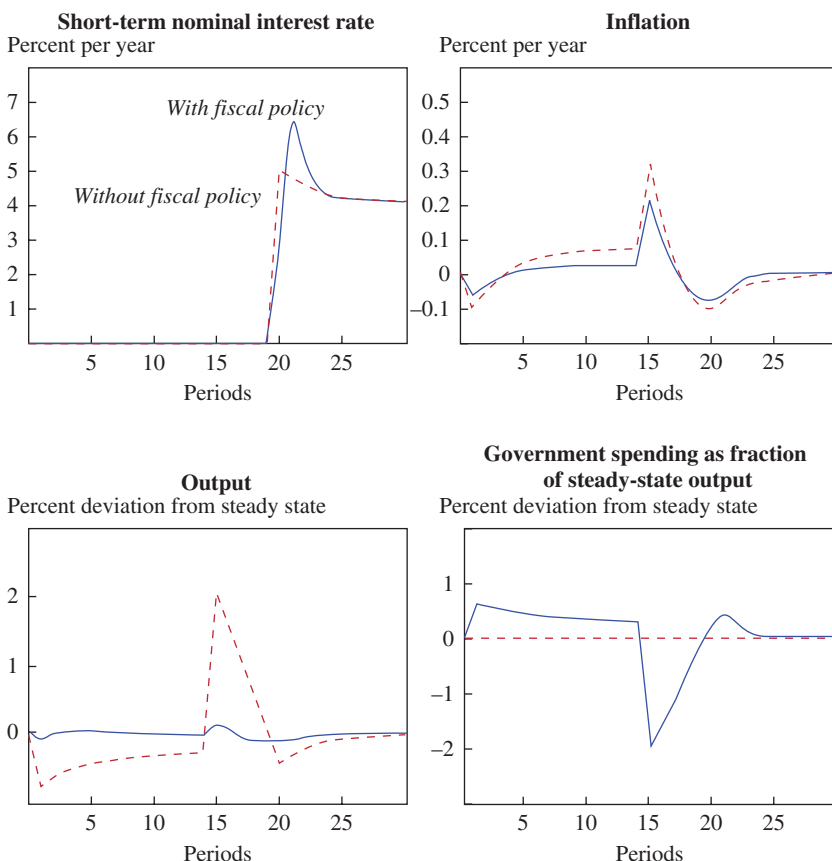 Short-term nominal interest rate
Percent per year
7
6
5
4
3
2
1
With fiscal policy
Without fiscal policy
5 10 15 20 25
Periods
Inflation
Percent per year
0.5
0.4
0.3
0.2
0.1
0
–0.1
5 10 15 20 25
Periods
Output
Percent deviation from steady state
2
1
0
5 10 15 20 25
Periods
Government spending as fraction
of steady-state output
Percent deviation from steady state
1
0
–1
–2
5 10 15 20 25
Periods